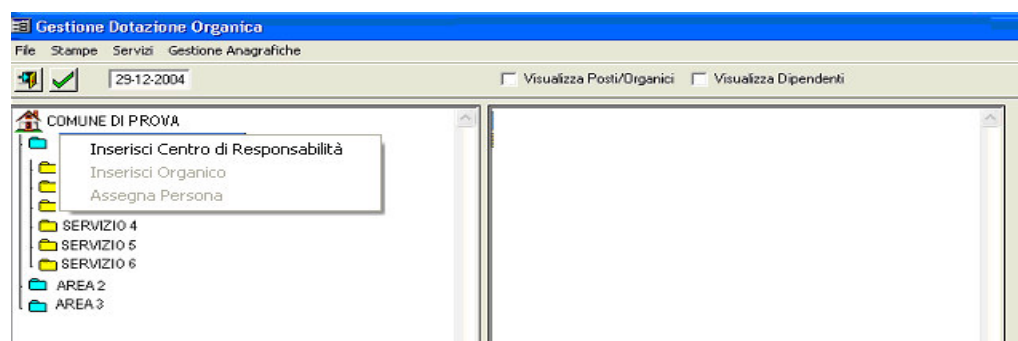 Gestione Dotazione Organica
File Stampe Servizi Gestione Anagrafiche
29-12-2004 Visualizza Posti/Organici Visualizza Dipendenti
COMUNE DI PROVA
Inserisci Centro di Responsabilità
Inserisci Organico
Assegna Persona
SERVIZIO 4
SERVIZIO 5
SERVIZIO 6
AREA 2
AREA 3